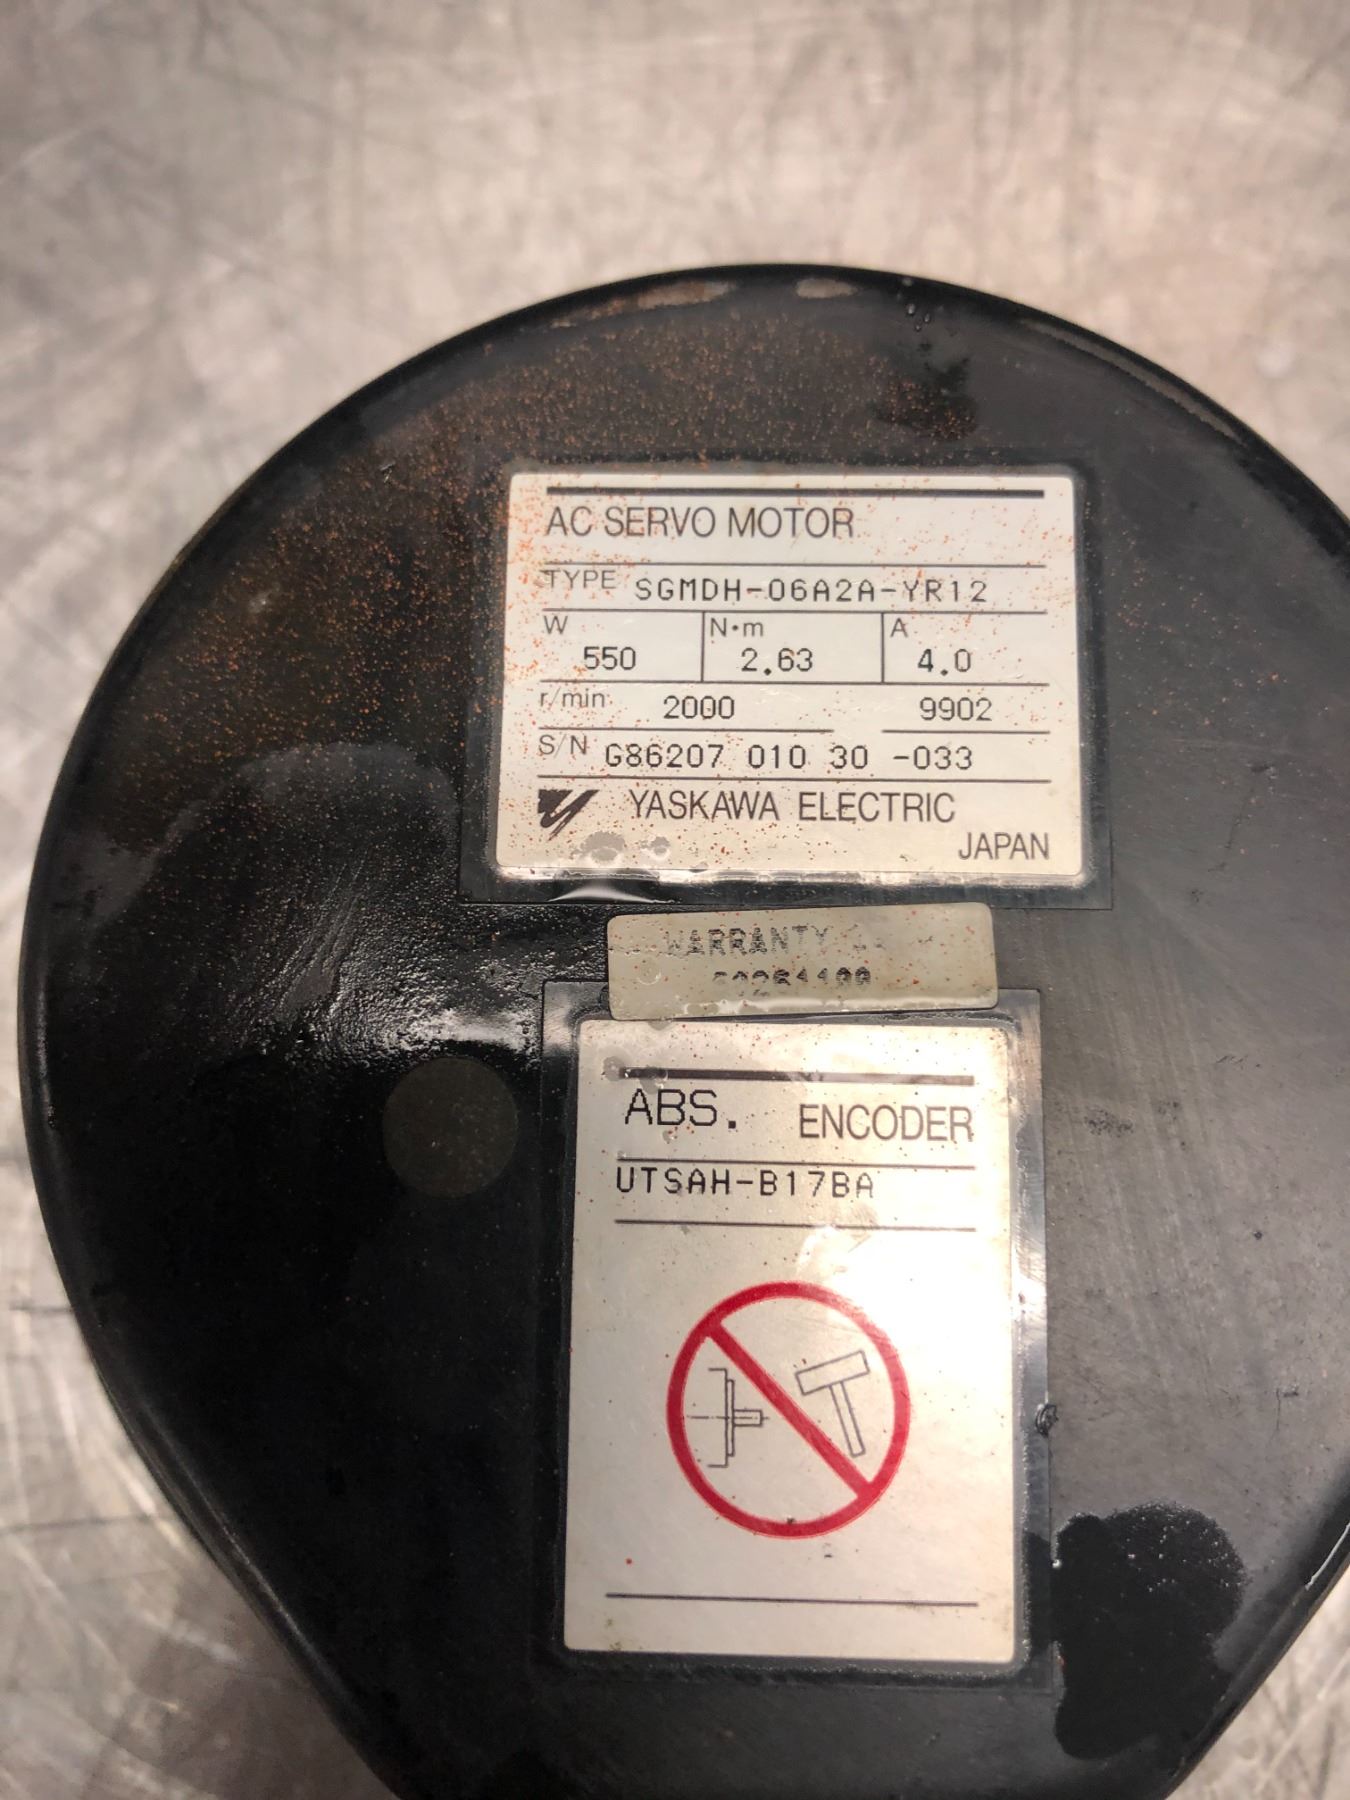 AC SERVO MOTOR
TYPE SGMDH-06A2A-YR12
W N·m A
550 2.63 4.0
r/min 2000 9902
S/N G86207 010 30 -033
YASKAWA ELECTRIC
JAPAN
WARRANTY
ABS. ENCODER
UTSAH-B17BA